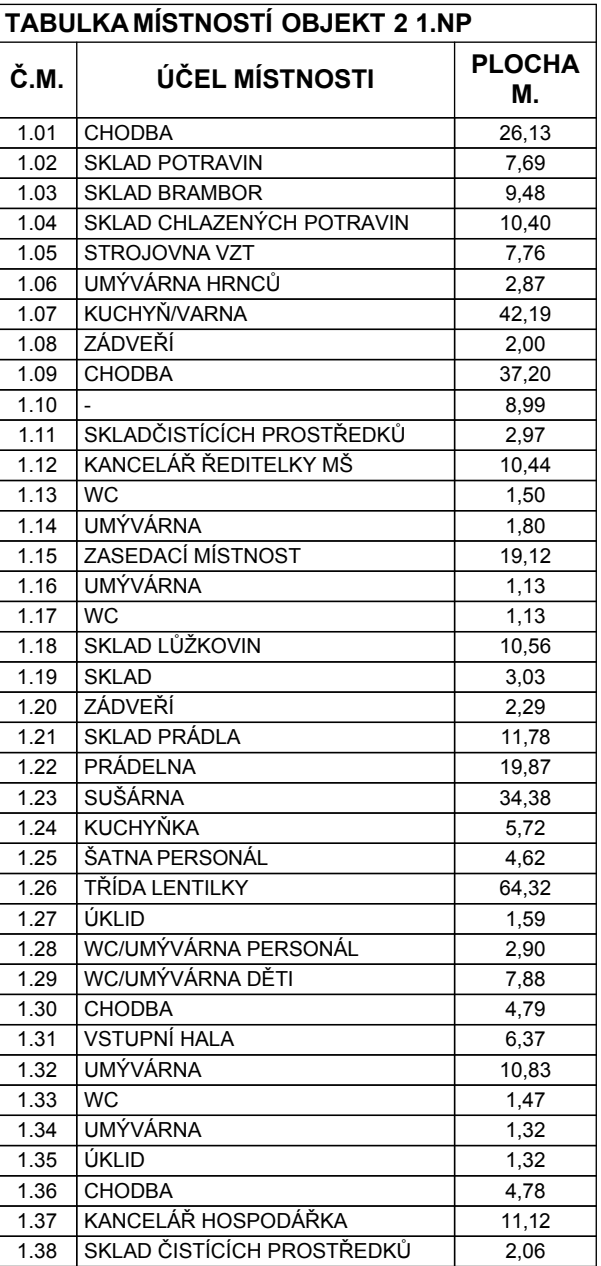 TABULKA MÍSTNOSTÍ OBJEKT 2 1.NP
Č.M. ÚČEL MÍSTNOSTI PLOCHA M.
1.01 CHODBA 26,13
1.02 SKLAD POTRAVIN 7,69
1.03 SKLAD BRAMBOR 9,48
1.04 SKLAD CHLAZENÝCH POTRAVIN 10,40
1.05 STROJOVNA VZT 7,76
1.06 UMÝVÁRNA HRNCŮ 2,87
1.07 KUCHYŇ/VARNA 42,19
1.08 ZÁDVEŘÍ 2,00
1.09 CHODBA 37,20
1.10 - 8,99
1.11 SKLADČISTÍCÍCH PROSTŘEDKŮ 2,97
1.12 KANCELÁŘ ŘEDITELKY MŠ 10,44
1.13 WC 1,50
1.14 UMÝVÁRNA 1,80
1.15 ZASEDACÍ MÍSTNOST 19,12
1.16 UMÝVÁRNA 1,13
1.17 WC 1,13
1.18 SKLAD LŮŽKOVIN 10,56
1.19 SKLAD 3,03
1.20 ZÁDVEŘÍ 2,29
1.21 SKLAD PRÁDLA 11,78
1.22 PRÁDELNA 19,87
1.23 SUŠÁRNA 34,38
1.24 KUCHYŇKA 5,72
1.25 ŠATNA PERSONÁL 4,62
1.26 TŘÍDA LENTILKY 64,32
1.27 ÚKLID 1,59
1.28 WC/UMÝVÁRNA PERSONÁL 2,90
1.29 WC/UMÝVÁRNA DĚTI 7,88
1.30 CHODBA 4,79
1.31 VSTUPNÍ HALA 6,37
1.32 UMÝVÁRNA 10,83
1.33 WC 1,47
1.34 UMÝVÁRNA 1,32
1.35 ÚKLID 1,32
1.36 CHODBA 4,78
1.37 KANCELÁŘ HOSPODÁŘKA 11,12
1.38 SKLAD ČISTÍCÍCH PROSTŘEDKŮ 2,06